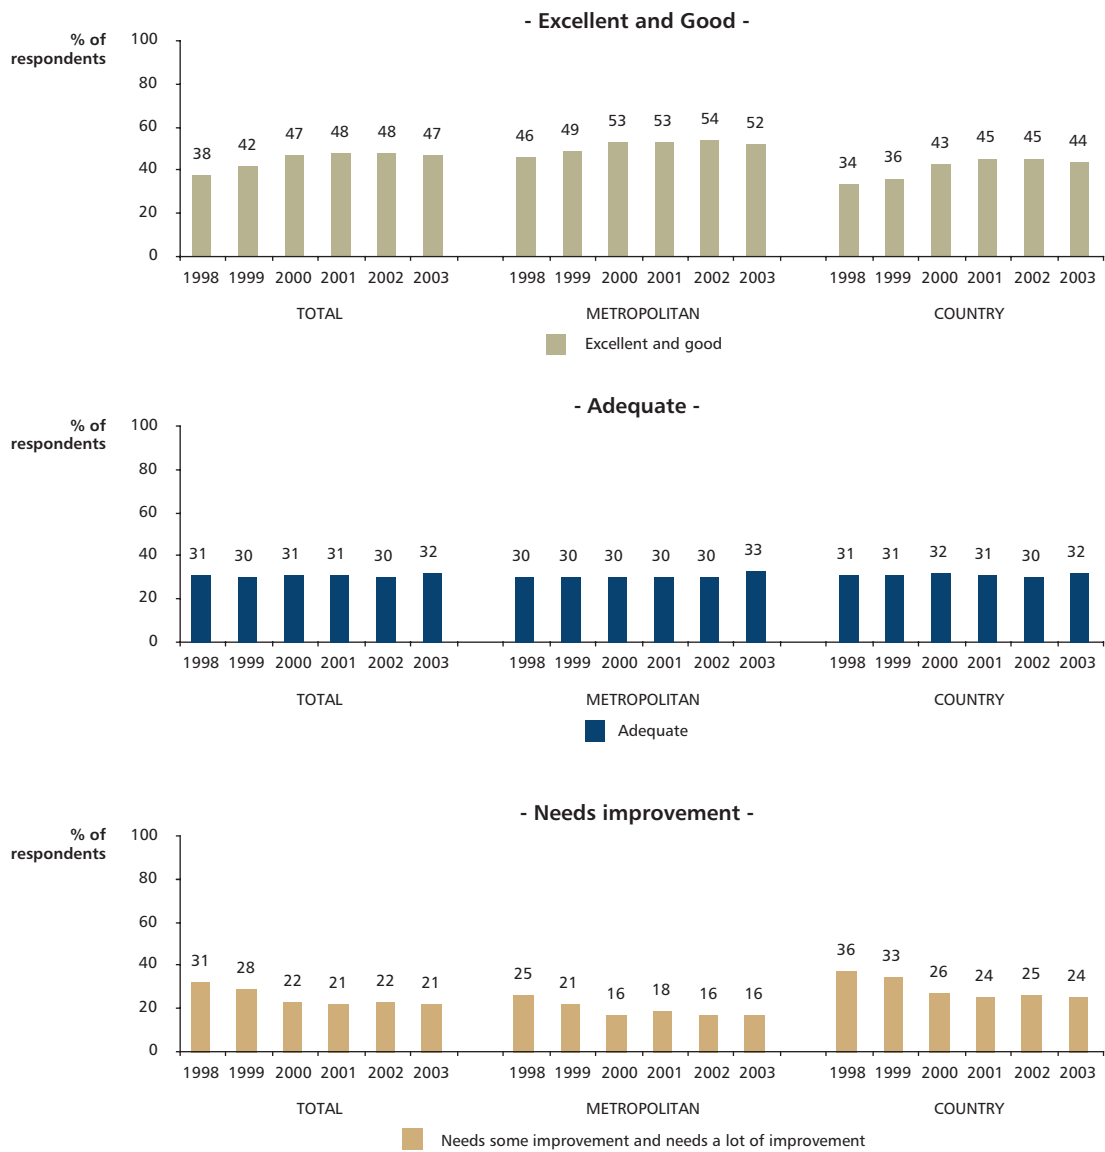 - Excellent and Good -
% of
respondents
100
80
60
40
20
0
38 42 47 48 48 47 46 49 53 53 54 52 34 36 43 45 45 44
1998 1999 2000 2001 2002 2003 1998 1999 2000 2001 2002 2003 1998 1999 2000 2001 2002 2003
TOTAL METROPOLITAN COUNTRY
Excellent and good
- Adequate -
% of
respondents
100
80
60
40
20
0
31 30 31 31 30 32 30 30 30 30 30 33 31 31 32 31 30 32
1998 1999 2000 2001 2002 2003 1998 1999 2000 2001 2002 2003 1998 1999 2000 2001 2002 2003
TOTAL METROPOLITAN COUNTRY
Adequate
- Needs improvement -
% of
respondents
100
80
60
40
20
0
31 28 22 21 22 21 25 21 16 18 16 16 36 33 26 24 25 24
1998 1999 2000 2001 2002 2003 1998 1999 2000 2001 2002 2003 1998 1999 2000 2001 2002 2003
TOTAL METROPOLITAN COUNTRY
Needs some improvement and needs a lot of improvement